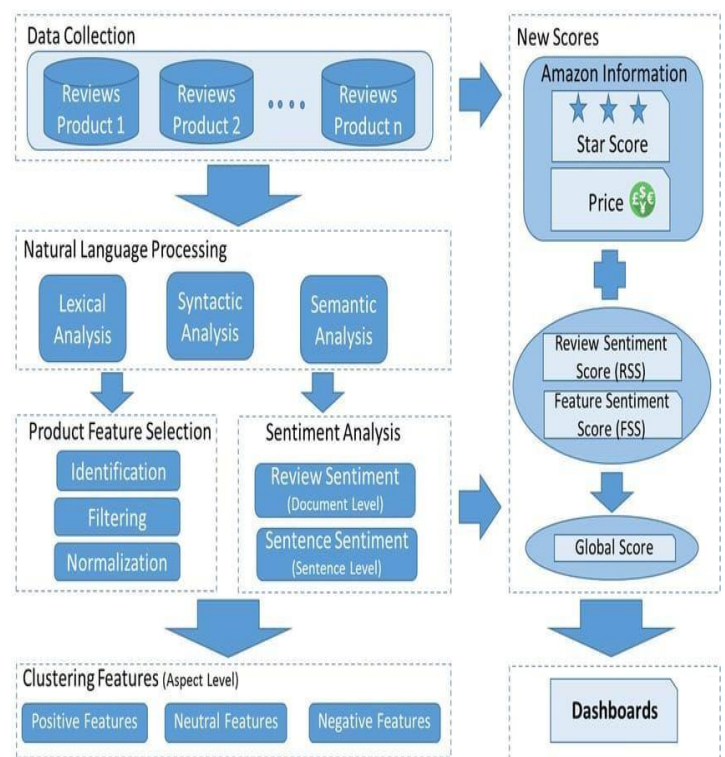 Data Collection
Reviews
Product 1
Reviews
Product 2
Reviews
Product n
New Scores
Amazon Information
Star Score
Price
£$€¥
Natural Language Processing
Lexical
Analysis
Syntactic
Analysis
Semantic
Analysis
Review Sentiment
Score (RSS)
Feature Sentiment
Score (FSS)
Global Score
Product Feature Selection
Identification
Filtering
Normalization
Sentiment Analysis
Review Sentiment
(Document Level)
Sentence Sentiment
(Sentence Level)
Clustering Features (Aspect Level)
Positive Features
Neutral Features
Negative Features
Dashboards